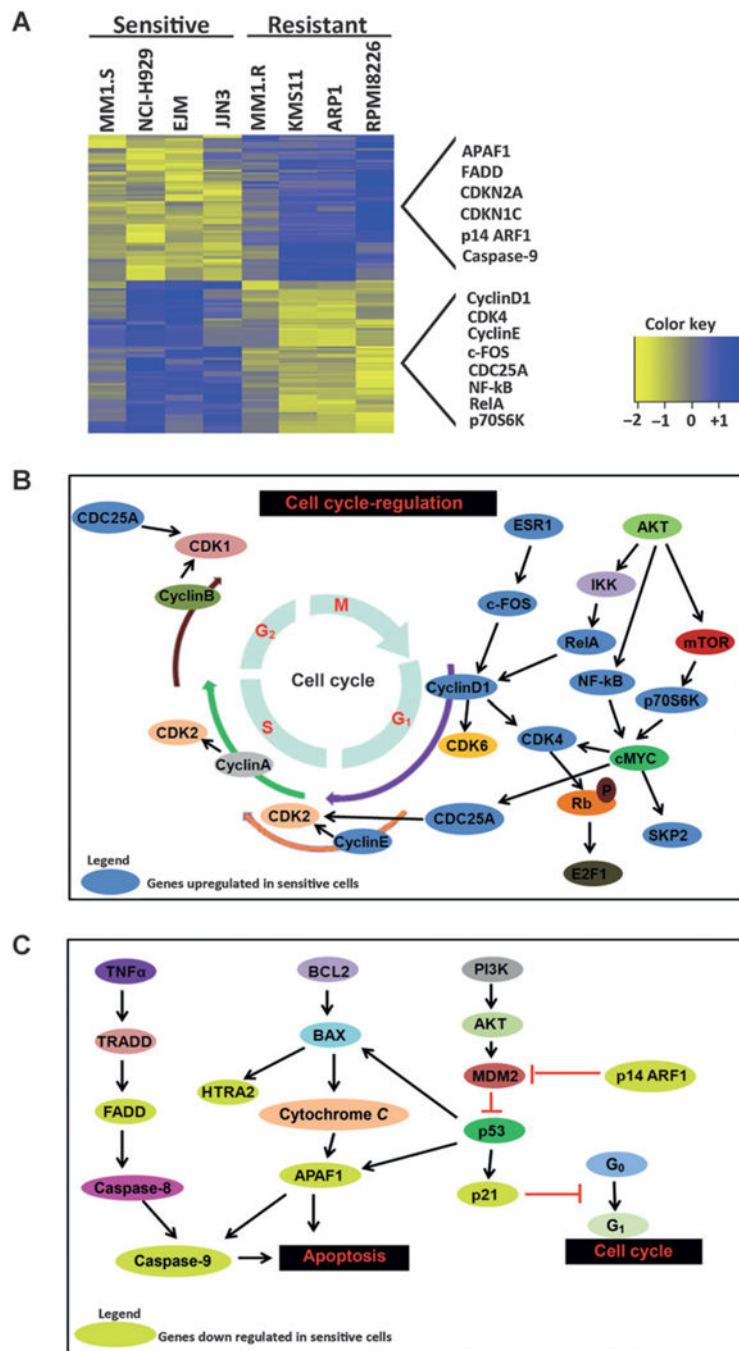 A
Sensitive Resistant
MM1.S NCI-H929 EJM JJN3 MM1.R KMS11 ARP1 RPMI8226
APAF1
FADD
CDKN2A
CDKN1C
p14 ARF1
Caspase-9
CyclinD1
CDK4
CyclinE
c-FOS
CDC25A
NF-kB
RelA
p70S6K
Color key
−2 −1 0 +1
B
Cell cycle-regulation
CDC25A
CDK1
CyclinB
ESR1
AKT
IKK
c-FOS
RelA
mTOR
M
G2
Cell cycle
S
G1
CyclinD1
NF-kB
p70S6K
CDK2
CyclinA
CDK6
CDK4
cMYC
Rb
P
CDK2
CyclinE
CDC25A
SKP2
E2F1
Legend
Genes upregulated in sensitive cells
C
TNFα
BCL2
PI3K
TRADD
BAX
AKT
HTRA2
MDM2
p14 ARF1
FADD
Cytochrome C
p53
Caspase-8
APAF1
p21
G0
G1
Caspase-9
Apoptosis
Cell cycle
Legend
Genes down regulated in sensitive cells